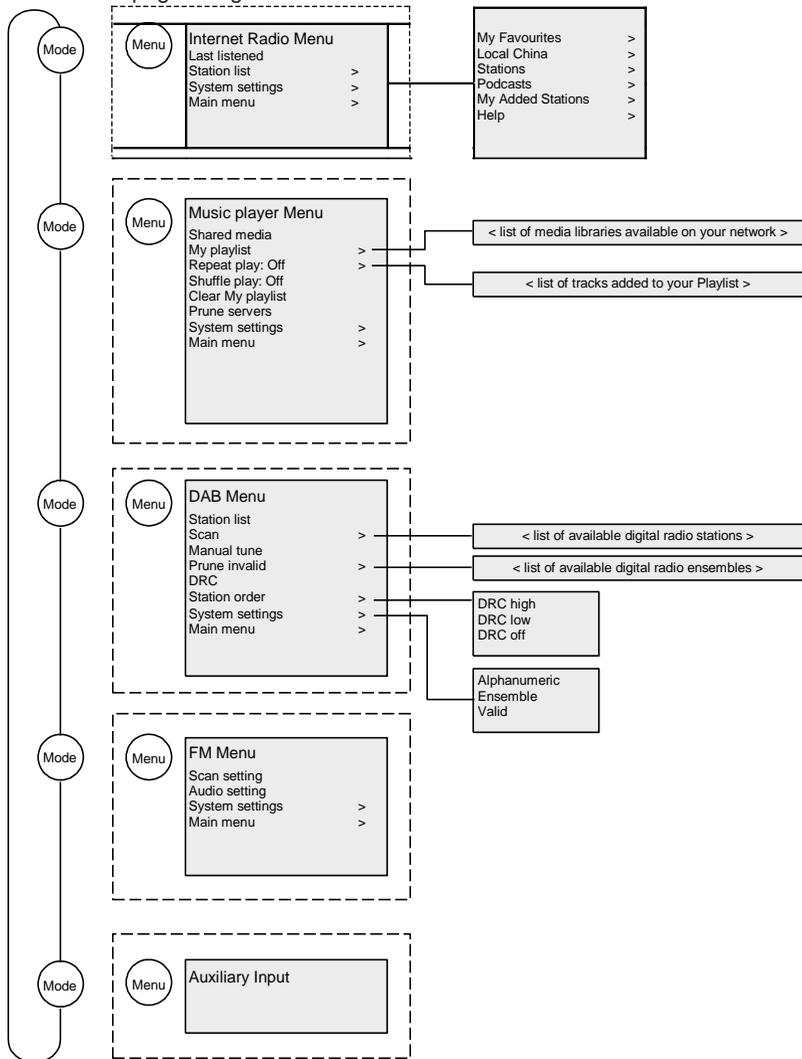 Mode
Menu
Internet Radio Menu
Last listened
Station list >
System settings >
Main menu >
My Favourites >
Local China >
Stations >
Podcasts >
My Added Stations >
Help >
Mode
Menu
Music player Menu
Shared media
My playlist >
Repeat play: Off >
Shuffle play: Off
Clear My playlist
Prune servers
System settings >
Main menu >
< list of media libraries available on your network >
< list of tracks added to your Playlist >
Mode
Menu
DAB Menu
Station list
Scan >
Manual tune
Prune invalid >
DRC
Station order >
System settings >
Main menu >
< list of available digital radio stations >
< list of available digital radio ensembles >
DRC high
DRC low
DRC off
Alphanumeric
Ensemble
Valid
Mode
Menu
FM Menu
Scan setting
Audio setting
System settings >
Main menu >
Mode
Menu
Auxiliary Input